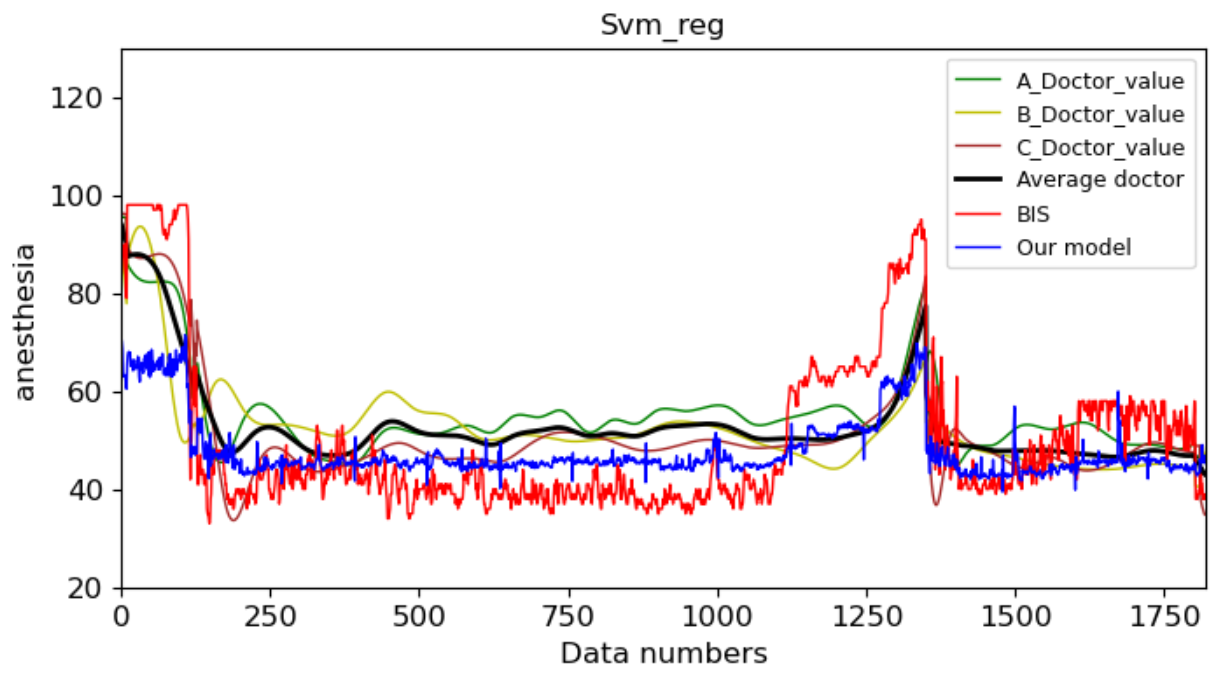 Svm_reg
A_Doctor_value
B_Doctor_value
C_Doctor_value
Average doctor
BIS
Our model
anesthesia
120
100
80
60
40
20
0 250 500 750 1000 1250 1500 1750
Data numbers